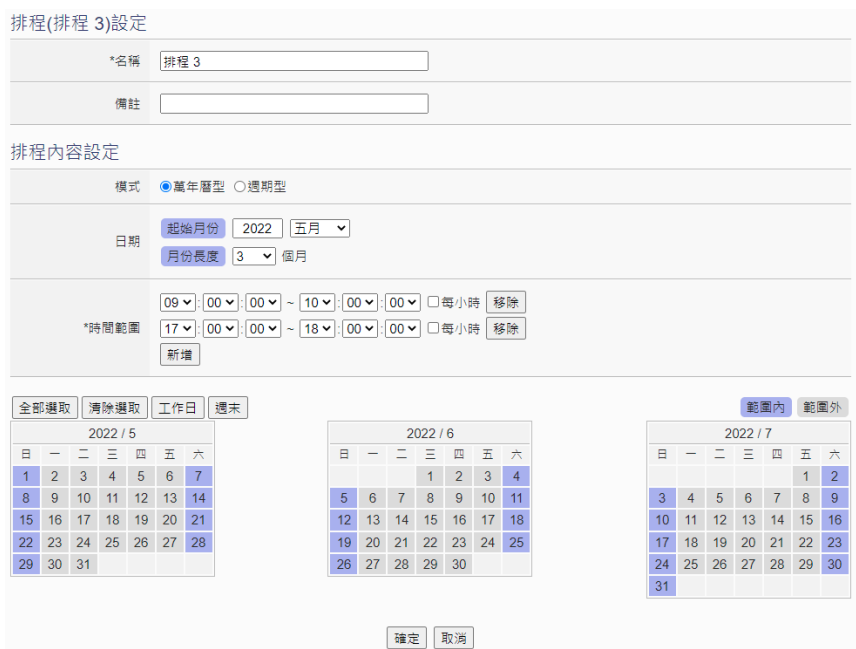 排程(排程 3)設定
*名稱 排程 3
備註
排程內容設定
模式 萬年曆型 週期型
日期 起始月份 2022 五月
月份長度 3 個月
*時間範圍 09 : 00 : 00 ~ 10 : 00 : 00 每小時 移除
17 : 00 : 00 ~ 18 : 00 : 00 每小時 移除
新增
全部選取 清除選取 工作日 週末 範圍內 範圍外
2022 / 5
日 一 二 三 四 五 六
1 2 3 4 5 6 7
8 9 10 11 12 13 14
15 16 17 18 19 20 21
22 23 24 25 26 27 28
29 30 31
2022 / 6
日 一 二 三 四 五 六
1 2 3 4
5 6 7 8 9 10 11
12 13 14 15 16 17 18
19 20 21 22 23 24 25
26 27 28 29 30
2022 / 7
日 一 二 三 四 五 六
1 2
3 4 5 6 7 8 9
10 11 12 13 14 15 16
17 18 19 20 21 22 23
24 25 26 27 28 29 30
31
確定 取消